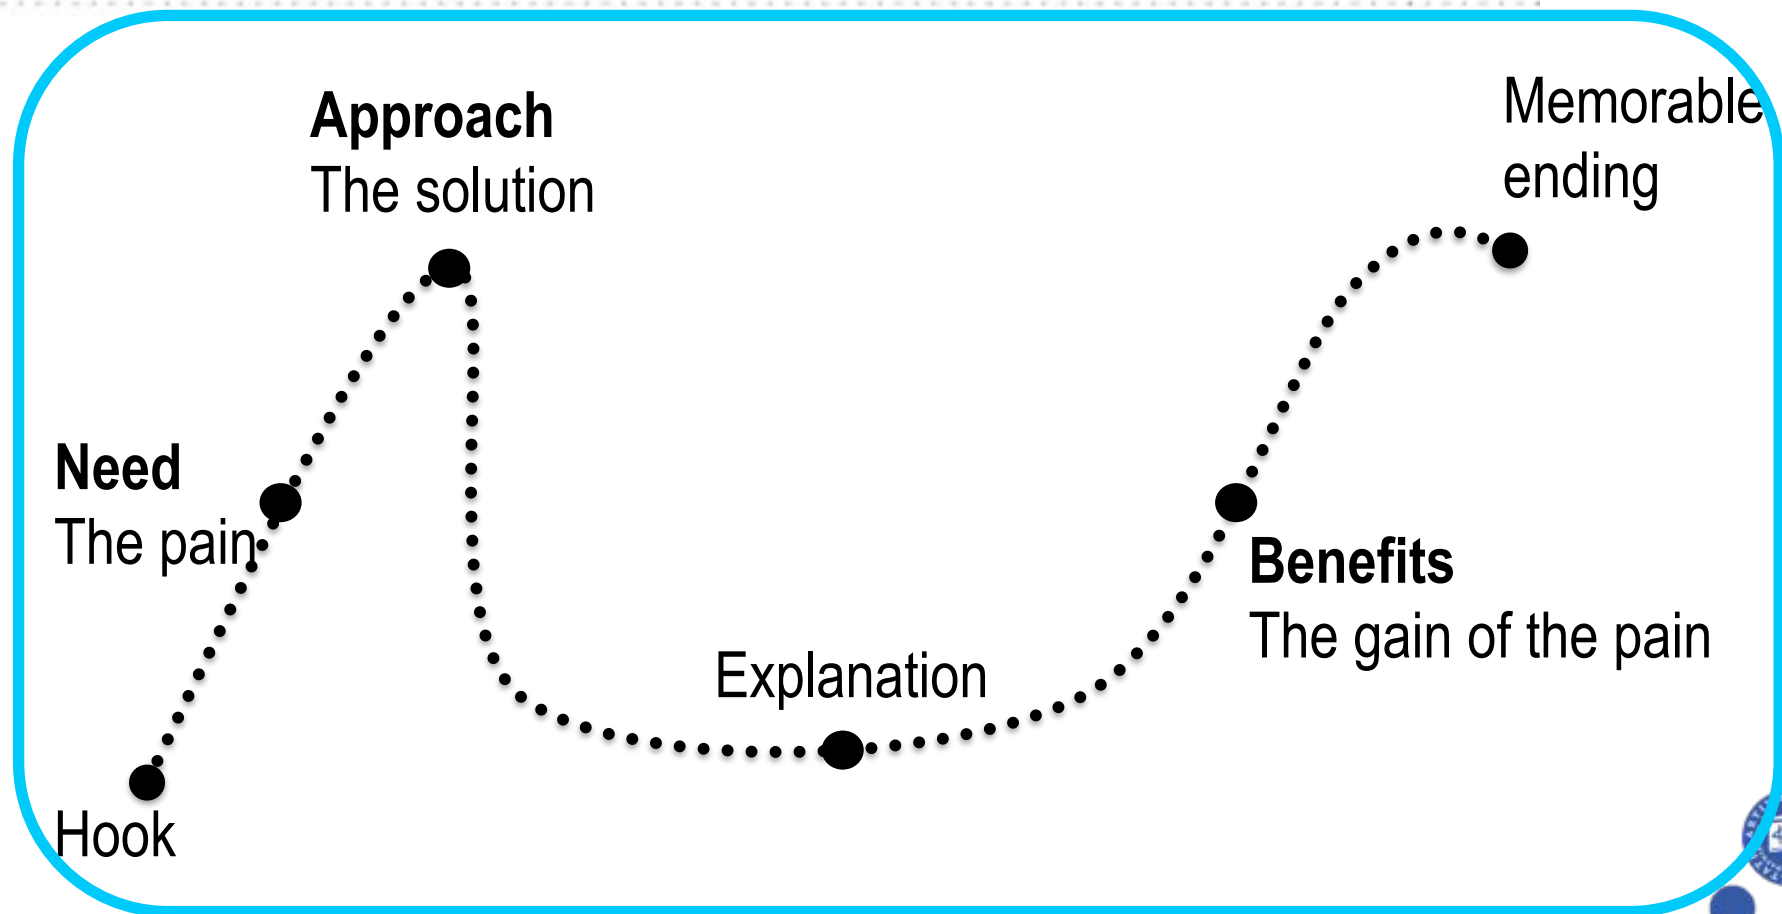 Approach
The solution
Memorable
ending
Need
The pain
Benefits
The gain of the pain
Explanation
Hook